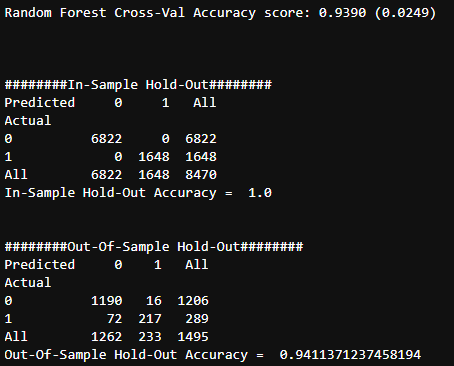 Random Forest Cross-Val Accuracy score: 0.9390 (0.0249)
########In-Sample Hold-Out########
Predicted 0 1 All
Actual
0 6822 0 6822
1 0 1648 1648
All 6822 1648 8470
In-Sample Hold-Out Accuracy = 1.0
########Out-Of-Sample Hold-Out########
Predicted 0 1 All
Actual
0 1190 16 1206
1 72 217 289
All 1262 233 1495
Out-Of-Sample Hold-Out Accuracy = 0.9411371237458194